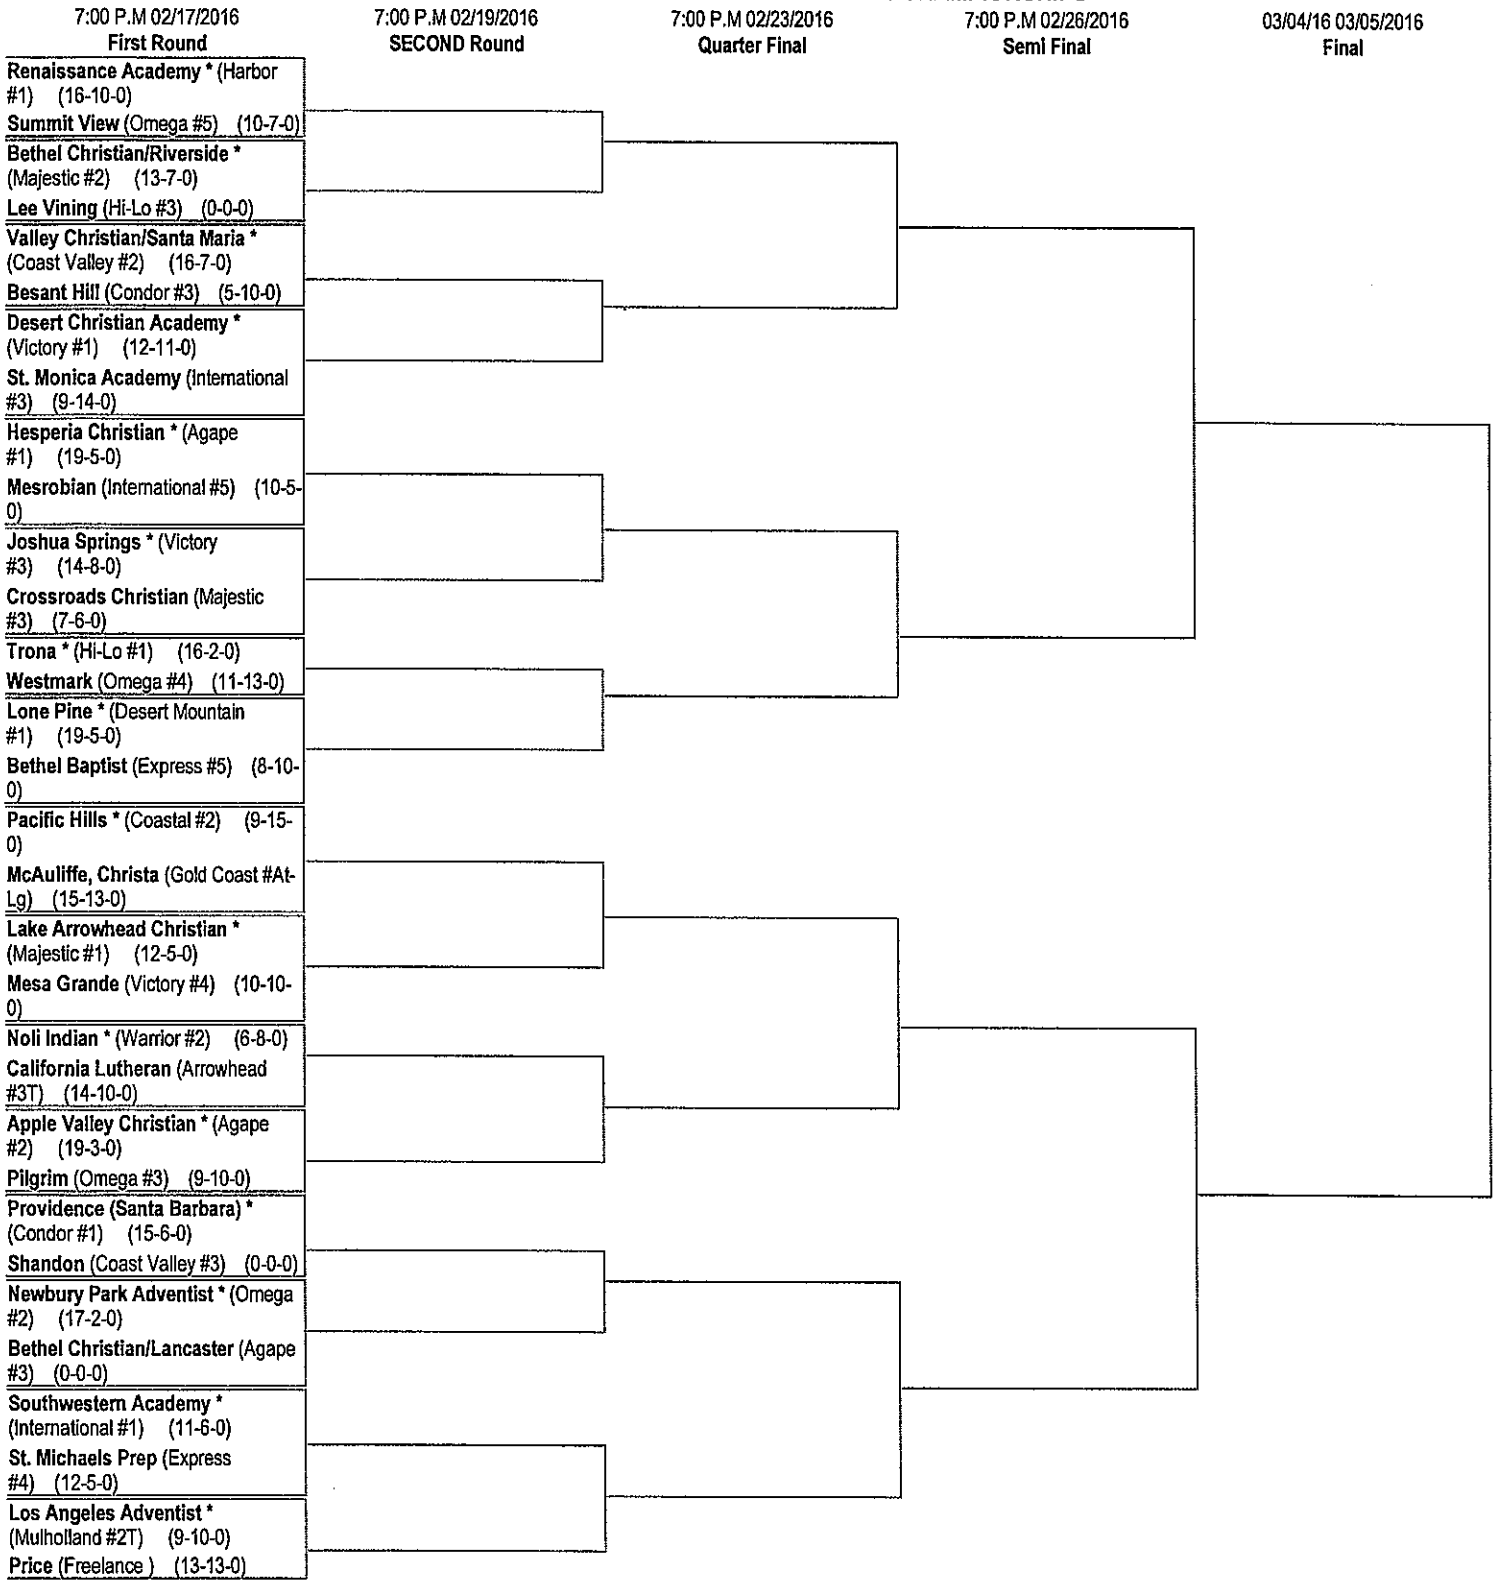 7:00 P.M 02/17/2016
First Round
7:00 P.M 02/19/2016
SECOND Round
7:00 P.M 02/23/2016
Quarter Final
7:00 P.M 02/26/2016
Semi Final
03/04/16 03/05/2016
Final
Renaissance Academy * (Harbor
#1) (16-10-0)
Summit View (Omega #5) (10-7-0)
Bethel Christian/Riverside *
(Majestic #2) (13-7-0)
Lee Vining (Hi-Lo #3) (0-0-0)
Valley Christian/Santa Maria *
(Coast Valley #2) (16-7-0)
Besant Hill (Condor #3) (5-10-0)
Desert Christian Academy *
(Victory #1) (12-11-0)
St. Monica Academy (International
#3) (9-14-0)
Hesperia Christian * (Agape
#1) (19-5-0)
Mesrobian (International #5) (10-5-
0)
Joshua Springs * (Victory
#3) (14-8-0)
Crossroads Christian (Majestic
#3) (7-6-0)
Trona * (Hi-Lo #1) (16-2-0)
Westmark (Omega #4) (11-13-0)
Lone Pine * (Desert Mountain
#1) (19-5-0)
Bethel Baptist (Express #5) (8-10-
0)
Pacific Hills * (Coastal #2) (9-15-
0)
McAuliffe, Christa (Gold Coast #At-
Lg) (15-13-0)
Lake Arrowhead Christian *
(Majestic #1) (12-5-0)
Mesa Grande (Victory #4) (10-10-
0)
Noli Indian * (Warrior #2) (6-8-0)
California Lutheran (Arrowhead
#3T) (14-10-0)
Apple Valley Christian * (Agape
#2) (19-3-0)
Pilgrim (Omega #3) (9-10-0)
Providence (Santa Barbara) *
(Condor #1) (15-6-0)
Shandon (Coast Valley #3) (0-0-0)
Newbury Park Adventist * (Omega
#2) (17-2-0)
Bethel Christian/Lancaster (Agape
#3) (0-0-0)
Southwestern Academy *
(International #1) (11-6-0)
St. Michaels Prep (Express
#4) (12-5-0)
Los Angeles Adventist *
(Mulholland #2T) (9-10-0)
Price (Freelance ) (13-13-0)